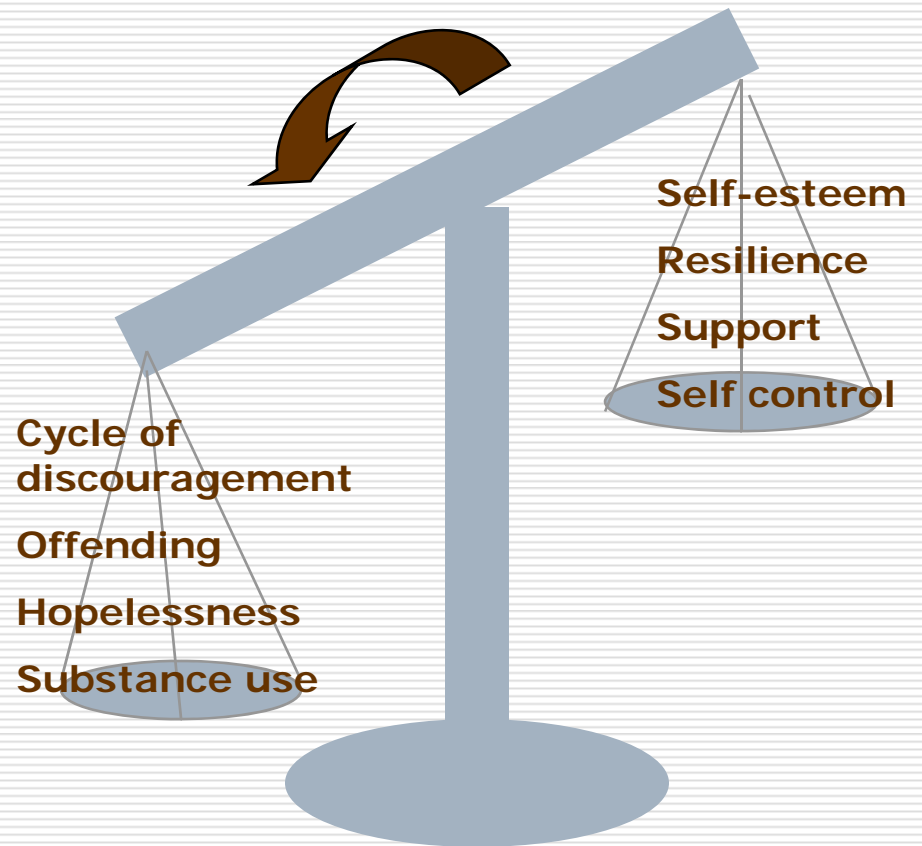 Self-esteem
Resilience
Support
Self control
Cycle of
discouragement
Offending
Hopelessness
Substance use